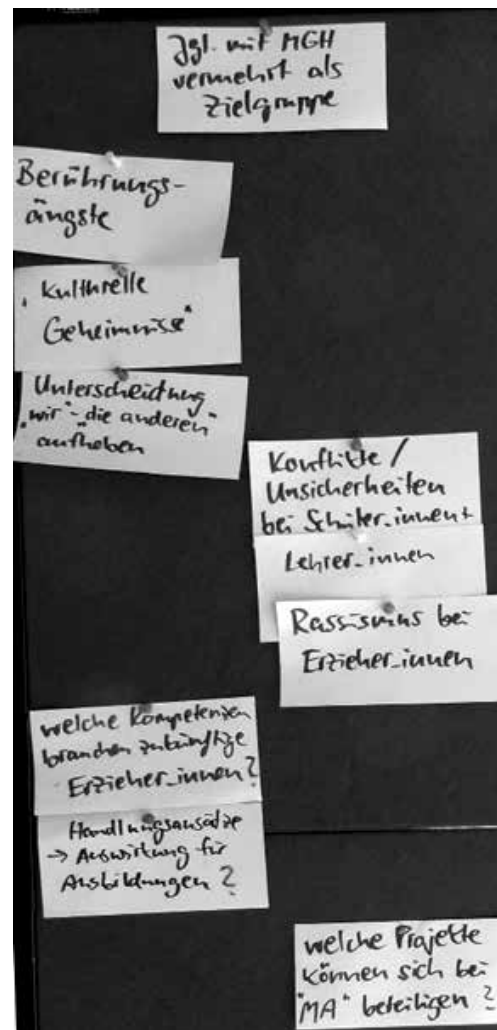 Jgl. mit MGH
vermehrt als
Zielgruppe
Berührungs-
ängste
"kulturelle
Geheimnisse"
Unterscheidung
"wir"-"die anderen"
aufheben
Konflikte /
Unsicherheiten
bei Schüler_innen +
Lehrer_innen
Rassismus bei
Erzieher_innen
welche Kompetenzen
brauchen zukünftige
Erzieher_innen?
Handlungsansätze
→ Auswirkung für
Ausbildungen?
welche Projekte
können sich bei
"MA" beteiligen?